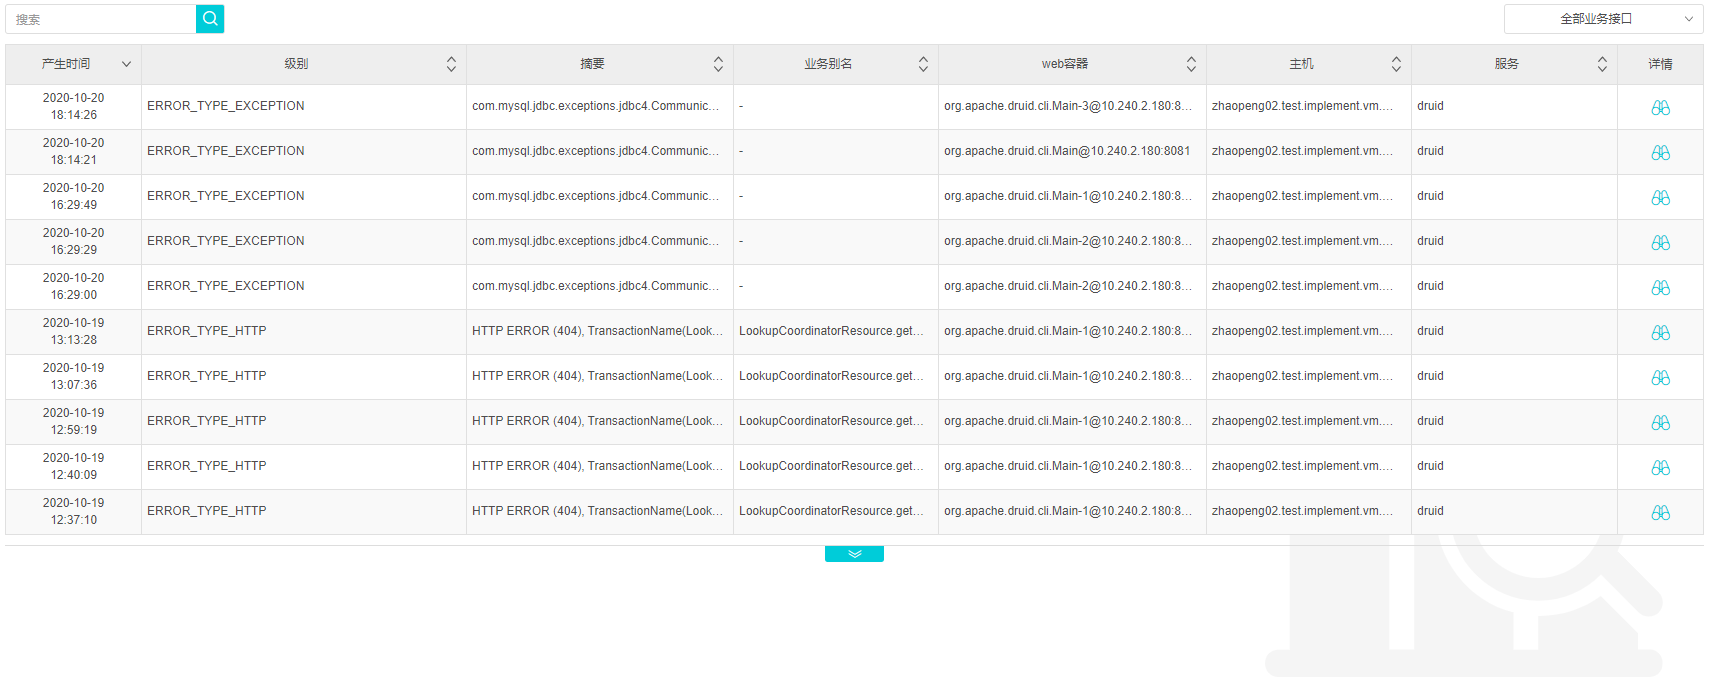 搜索
全部业务接口
产生时间 级别 摘要 业务别名 web容器 主机 服务 详情
2020-10-20 18:14:26 ERROR_TYPE_EXCEPTION com.mysql.jdbc.exceptions.jdbc4.Communic... - org.apache.druid.cli.Main-3@10.240.2.180:8... zhaopeng02.test.implement.vm.... druid
2020-10-20 18:14:21 ERROR_TYPE_EXCEPTION com.mysql.jdbc.exceptions.jdbc4.Communic... - org.apache.druid.cli.Main@10.240.2.180:8081 zhaopeng02.test.implement.vm.... druid
2020-10-20 16:29:49 ERROR_TYPE_EXCEPTION com.mysql.jdbc.exceptions.jdbc4.Communic... - org.apache.druid.cli.Main-1@10.240.2.180:8... zhaopeng02.test.implement.vm.... druid
2020-10-20 16:29:29 ERROR_TYPE_EXCEPTION com.mysql.jdbc.exceptions.jdbc4.Communic... - org.apache.druid.cli.Main-2@10.240.2.180:8... zhaopeng02.test.implement.vm.... druid
2020-10-20 16:29:00 ERROR_TYPE_EXCEPTION com.mysql.jdbc.exceptions.jdbc4.Communic... - org.apache.druid.cli.Main-2@10.240.2.180:8... zhaopeng02.test.implement.vm.... druid
2020-10-19 13:13:28 ERROR_TYPE_HTTP HTTP ERROR (404), TransactionName(Look... LookupCoordinatorResource.get... org.apache.druid.cli.Main-1@10.240.2.180:8... zhaopeng02.test.implement.vm.... druid
2020-10-19 13:07:36 ERROR_TYPE_HTTP HTTP ERROR (404), TransactionName(Look... LookupCoordinatorResource.get... org.apache.druid.cli.Main-1@10.240.2.180:8... zhaopeng02.test.implement.vm.... druid
2020-10-19 12:59:19 ERROR_TYPE_HTTP HTTP ERROR (404), TransactionName(Look... LookupCoordinatorResource.get... org.apache.druid.cli.Main-1@10.240.2.180:8... zhaopeng02.test.implement.vm.... druid
2020-10-19 12:40:09 ERROR_TYPE_HTTP HTTP ERROR (404), TransactionName(Look... LookupCoordinatorResource.get... org.apache.druid.cli.Main-1@10.240.2.180:8... zhaopeng02.test.implement.vm.... druid
2020-10-19 12:37:10 ERROR_TYPE_HTTP HTTP ERROR (404), TransactionName(Look... LookupCoordinatorResource.get... org.apache.druid.cli.Main-1@10.240.2.180:8... zhaopeng02.test.implement.vm.... druid